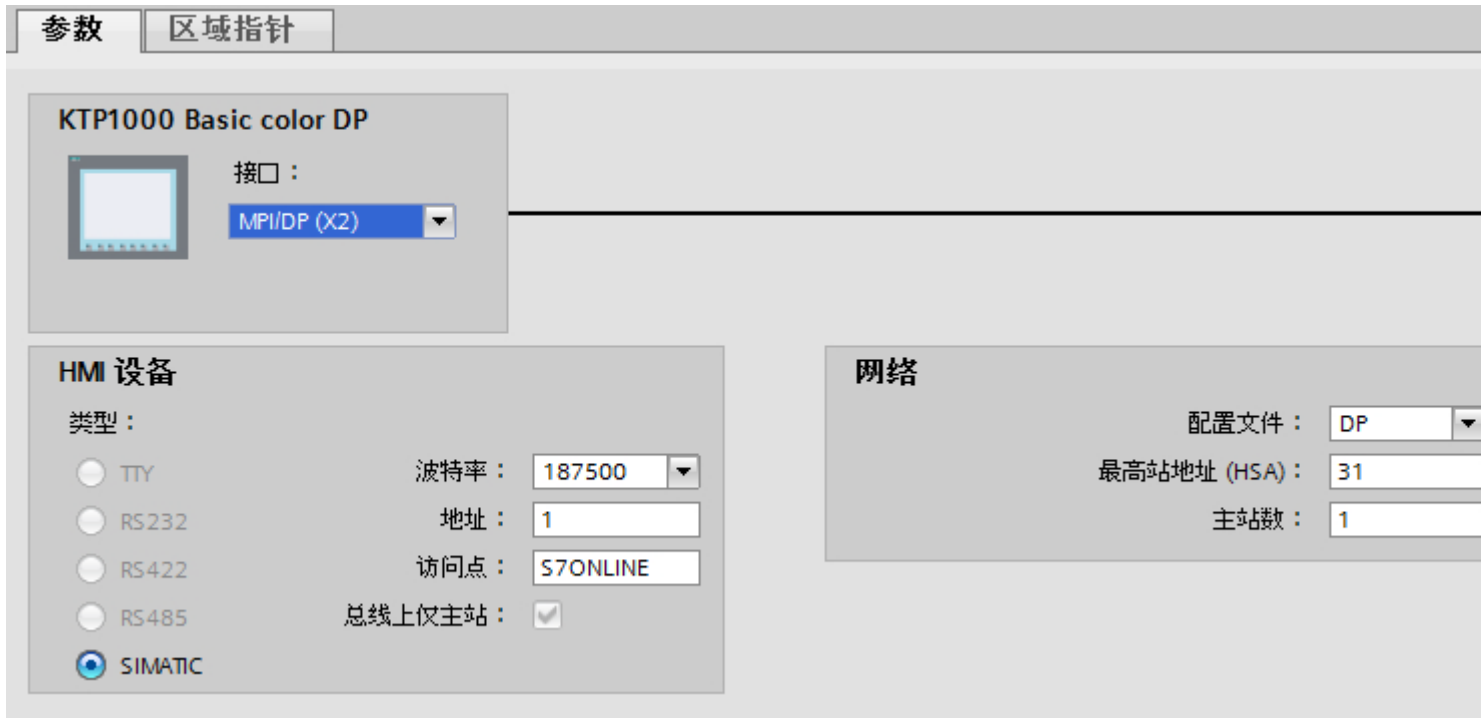 参数 区域指针
KTP1000 Basic color DP
接口：
MPI/DP (X2)
HMI 设备
类型：
TTY 波特率： 187500
RS232 地址： 1
RS422 访问点： S7ONLINE
RS485 总线上仅主站：
SIMATIC
网络
配置文件： DP
最高站地址 (HSA)： 31
主站数： 1